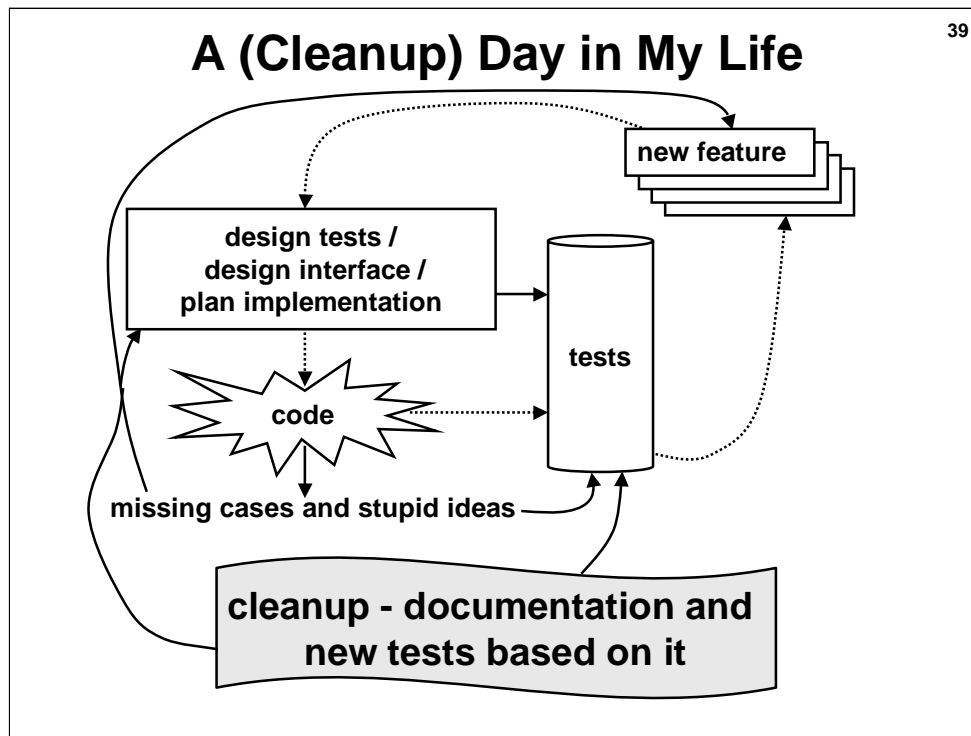 39
A (Cleanup) Day in My Life
new feature
design tests /
design interface /
plan implementation
tests
code
missing cases and stupid ideas
cleanup - documentation and
new tests based on it